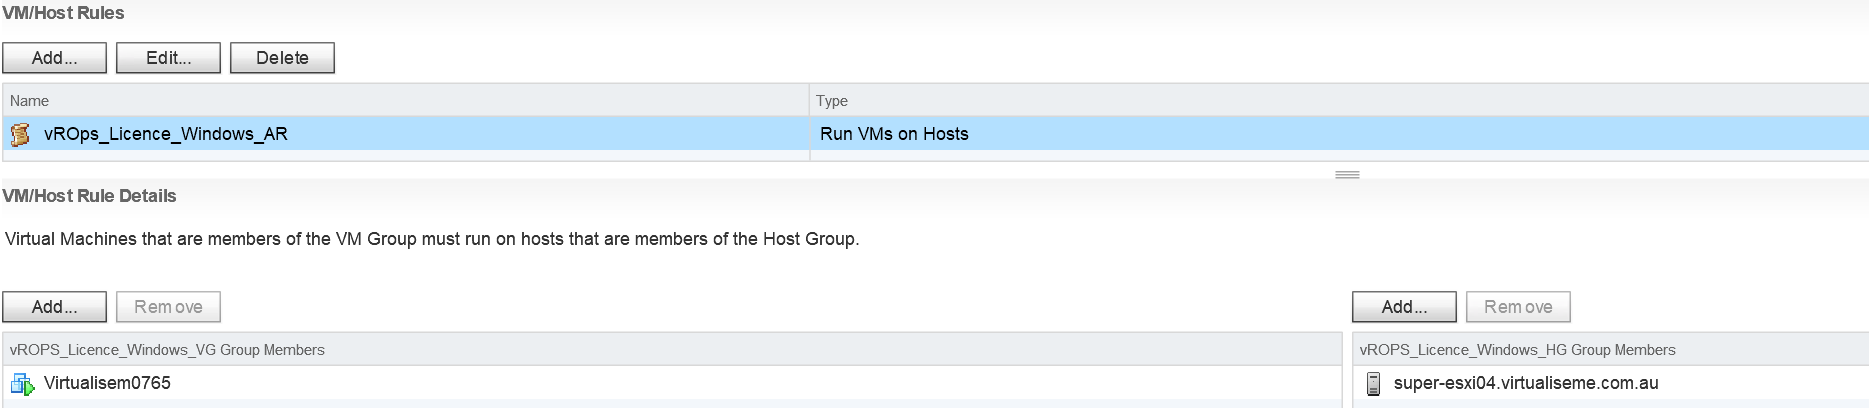 VM/Host Rules
Add... Edit... Delete
Name Type
vROps_Licence_Windows_AR Run VMs on Hosts
VM/Host Rule Details
Virtual Machines that are members of the VM Group must run on hosts that are members of the Host Group.
Add... Remove Add... Remove
vROPS_Licence_Windows_VG Group Members vROPS_Licence_Windows_HG Group Members
Virtualisem0765 super-esxi04.virtualiseme.com.au